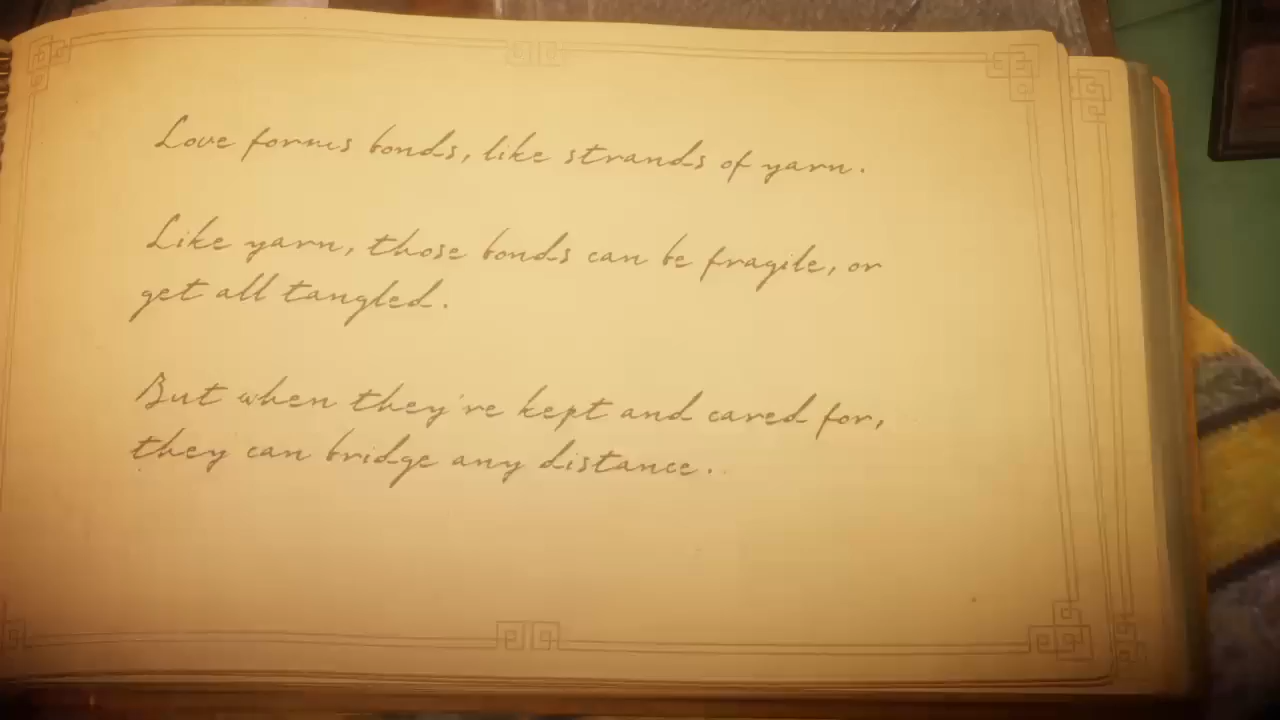 Love forms bonds, like strands of yarn.
Like yarn, those bonds can be fragile, or
get all tangled.
But when they're kept and cared for,
they can bridge any distance.